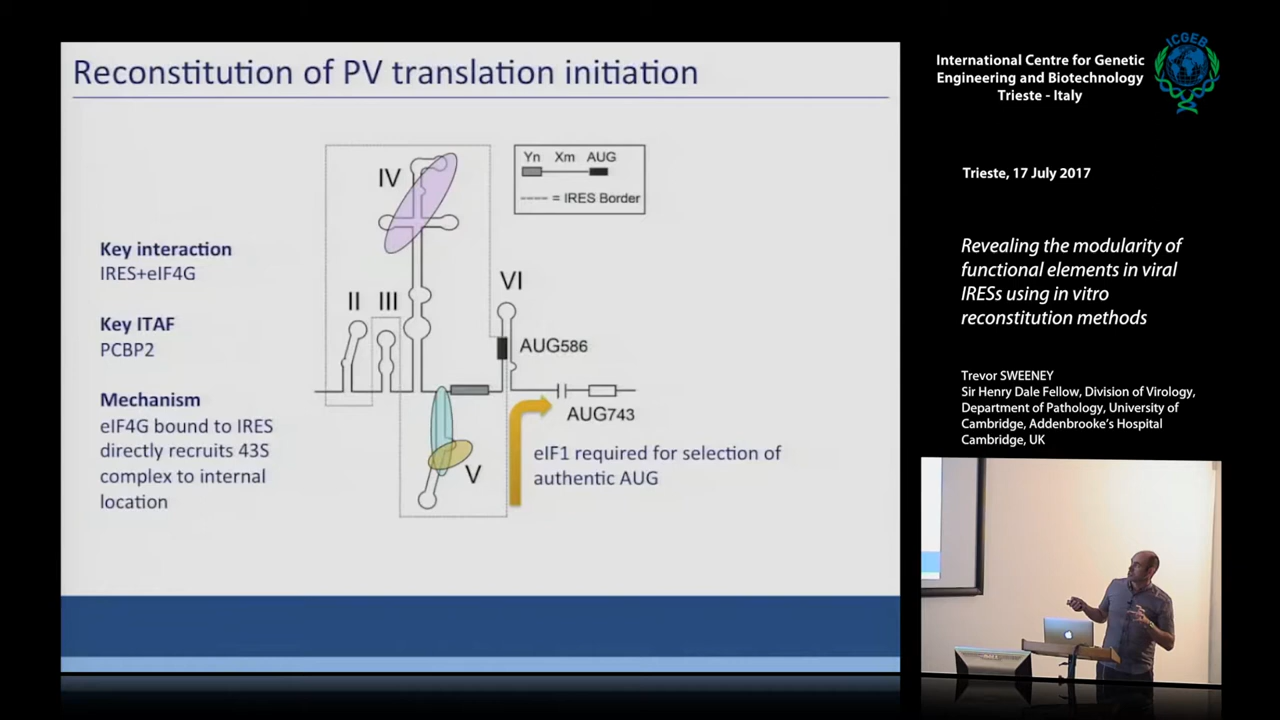 Reconstitution of PV translation initiation
Key interaction
IRES+eIF4G
Key ITAF
PCBP2
Mechanism
eIF4G bound to IRES
directly recruits 43S
complex to internal
location
IV
II
III
VI
V
Yn Xm AUG
= IRES Border
AUG586
AUG743
eIF1 required for selection of
authentic AUG
International Centre for Genetic
Engineering and Biotechnology
Trieste - Italy
ICGEB
Trieste, 17 July 2017
Revealing the modularity of
functional elements in viral
IRESs using in vitro
reconstitution methods
Trevor SWEENEY
Sir Henry Dale Fellow, Division of Virology,
Department of Pathology, University of
Cambridge, Addenbrooke's Hospital
Cambridge, UK